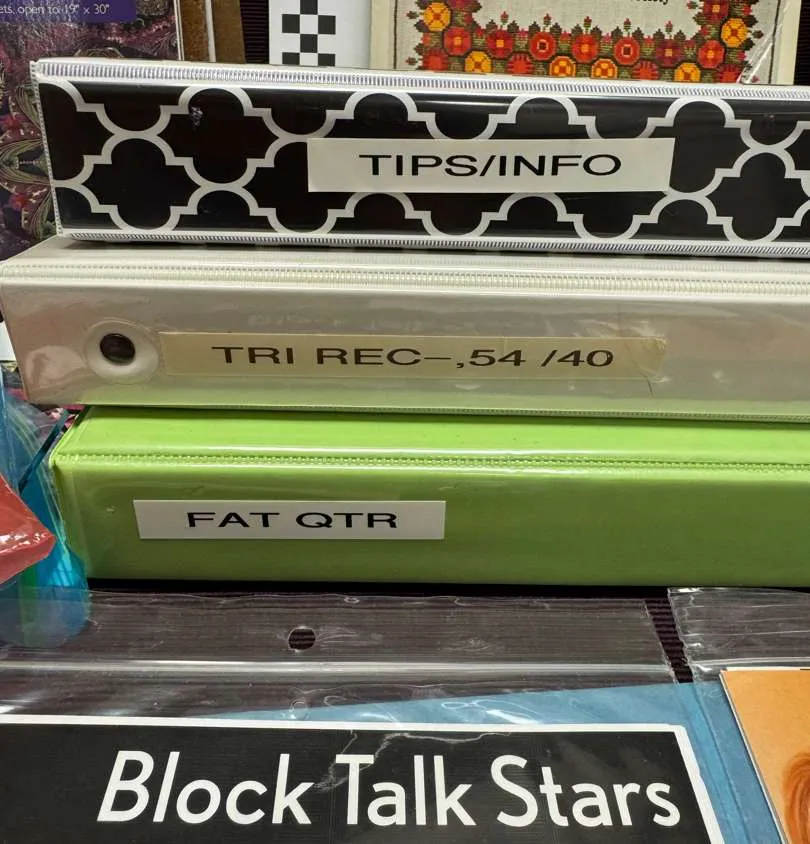 ets open to 19" x 30"
TIPS/INFO
TRI REC-,54 /40
FAT QTR
Block Talk Stars